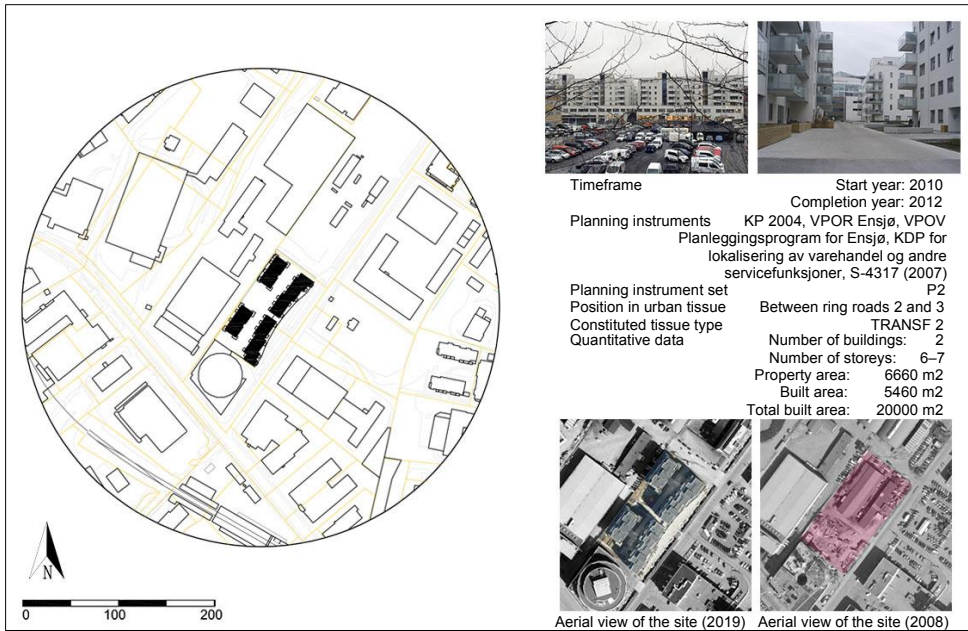 Timeframe Start year: 2010
Completion year: 2012
Planning instruments KP 2004, VPOR Ensjø, VPOV
Planleggingsprogram for Ensjø, KDP for
lokalisering av varehandel og andre
servicefunksjoner, S-4317 (2007)
Planning instrument set P2
Position in urban tissue Between ring roads 2 and 3
Constituted tissue type TRANSF 2
Quantitative data Number of buildings: 2
Number of storeys: 6–7
Property area: 6660 m2
Built area: 5460 m2
Total built area: 20000 m2
N
0 100 200
Aerial view of the site (2019) Aerial view of the site (2008)